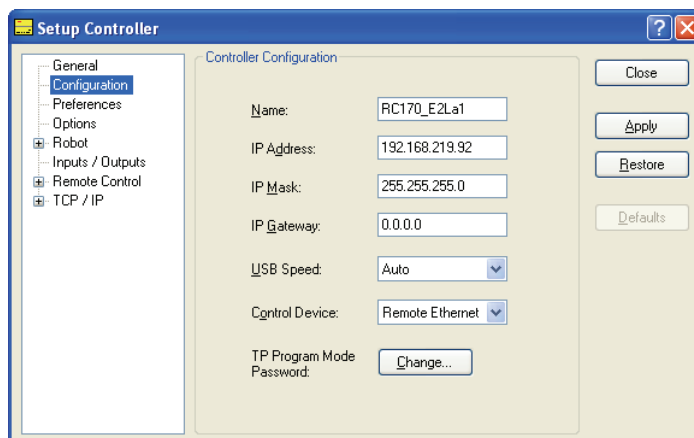 Setup Controller
General
Configuration
Preferences
Options
Robot
Inputs / Outputs
Remote Control
TCP / IP
Controller Configuration
Name: RC170_E2La1
IP Address: 192.168.219.92
IP Mask: 255.255.255.0
IP Gateway: 0.0.0.0
USB Speed: Auto
Control Device: Remote Ethernet
TP Program Mode
Password: Change...
Close
Apply
Restore
Defaults